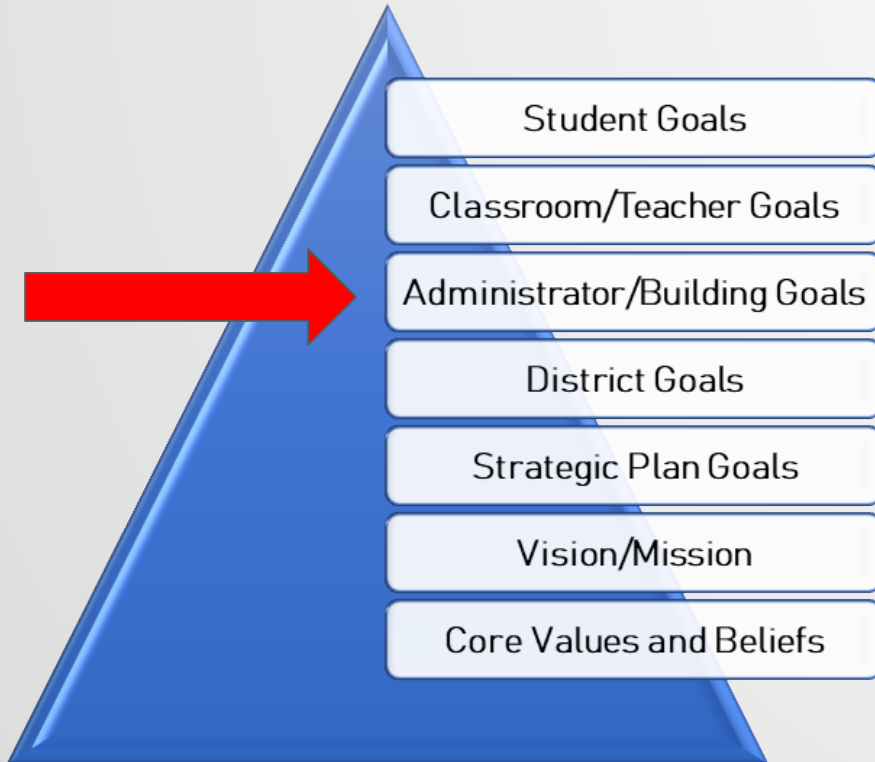 Student Goals
Classroom/Teacher Goals
Administrator/Building Goals
District Goals
Strategic Plan Goals
Vision/Mission
Core Values and Beliefs